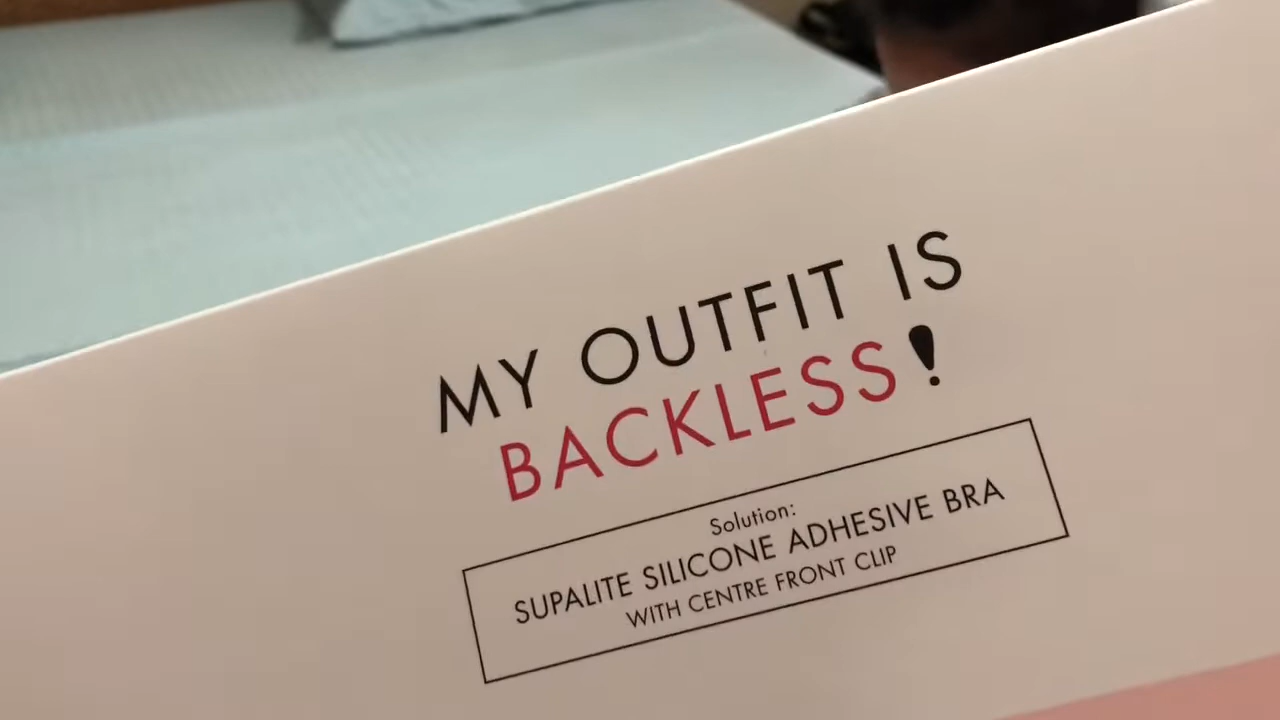 MY OUTFIT IS
BACKLESS!
Solution:
SUPALITE SILICONE ADHESIVE BRA
WITH CENTRE FRONT CLIP